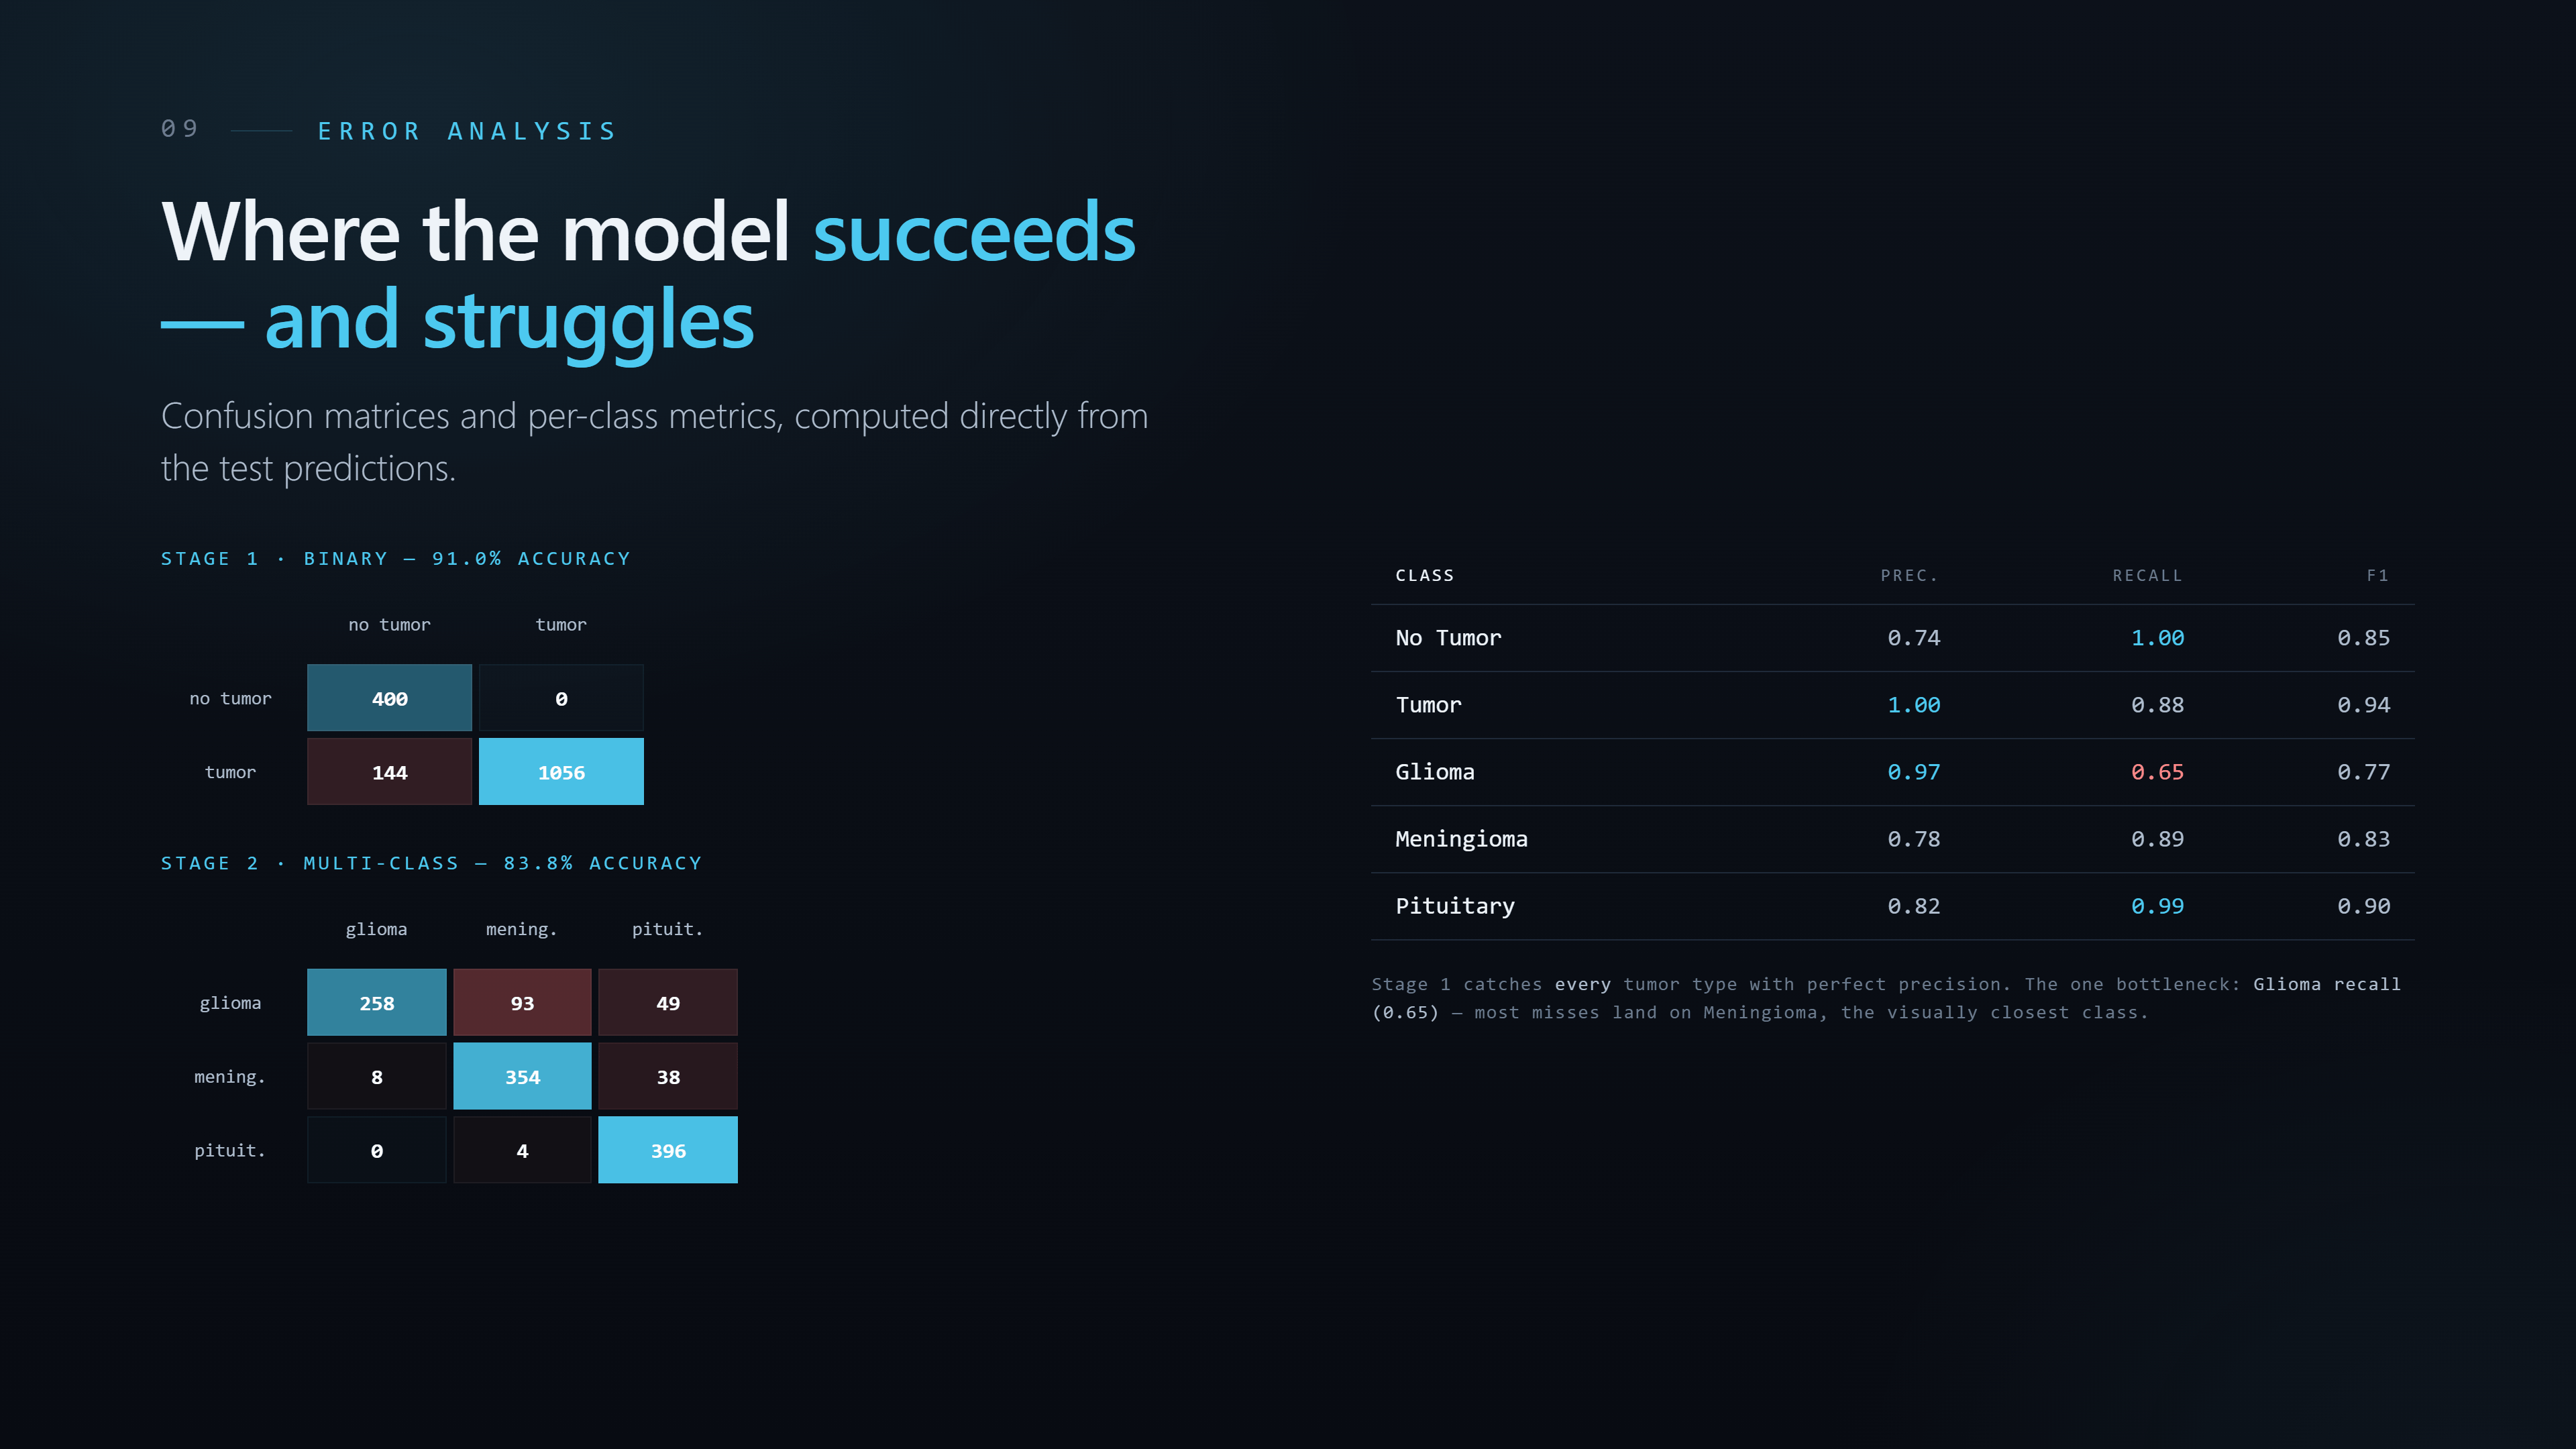 09 — ERROR ANALYSIS
Where the model succeeds
— and struggles
Confusion matrices and per-class metrics, computed directly from
the test predictions.
STAGE 1 · BINARY — 91.0% ACCURACY
no tumor tumor
no tumor 400 0
tumor 144 1056
STAGE 2 · MULTI-CLASS — 83.8% ACCURACY
glioma mening. pituit.
glioma 258 93 49
mening. 8 354 38
pituit. 0 4 396
CLASS PREC. RECALL F1
No Tumor 0.74 1.00 0.85
Tumor 1.00 0.88 0.94
Glioma 0.97 0.65 0.77
Meningioma 0.78 0.89 0.83
Pituitary 0.82 0.99 0.90
Stage 1 catches every tumor type with perfect precision. The one bottleneck: Glioma recall
(0.65) — most misses land on Meningioma, the visually closest class.